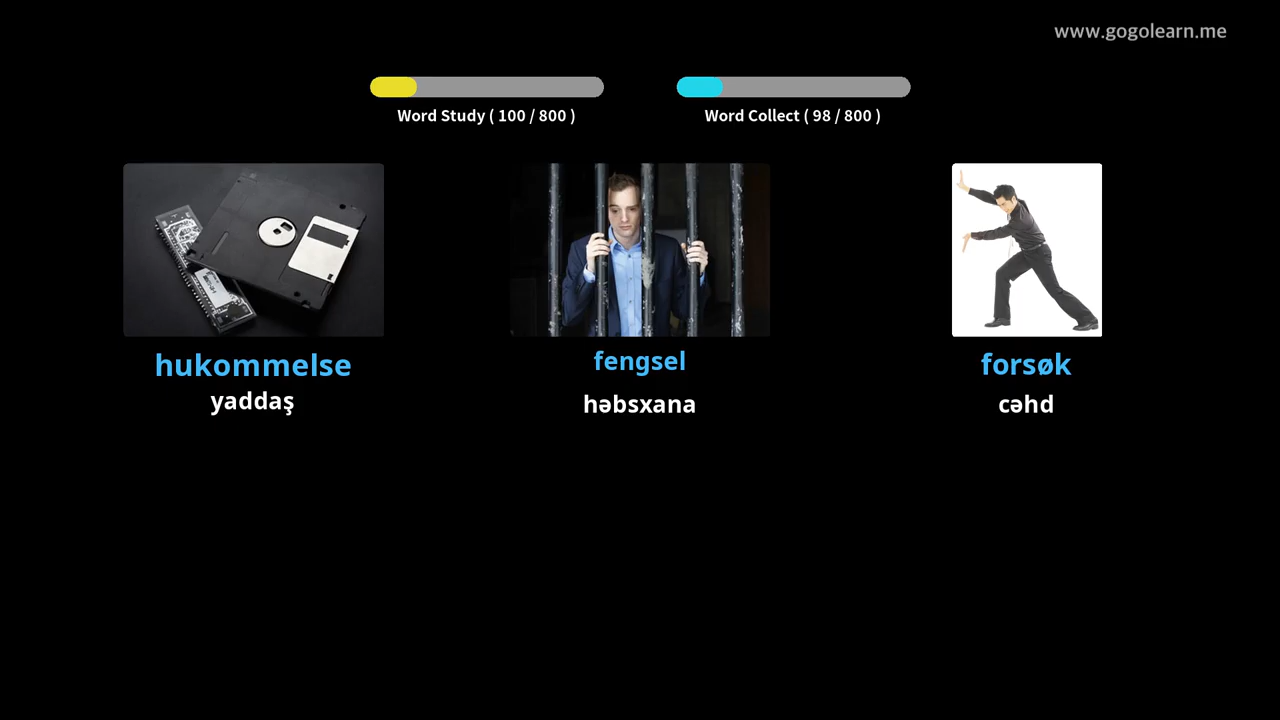 www.gogolearn.me
Word Study ( 100 / 800 )
Word Collect ( 98 / 800 )
hukommelse
yaddaş
fengsel
həbsxana
forsøk
cəhd